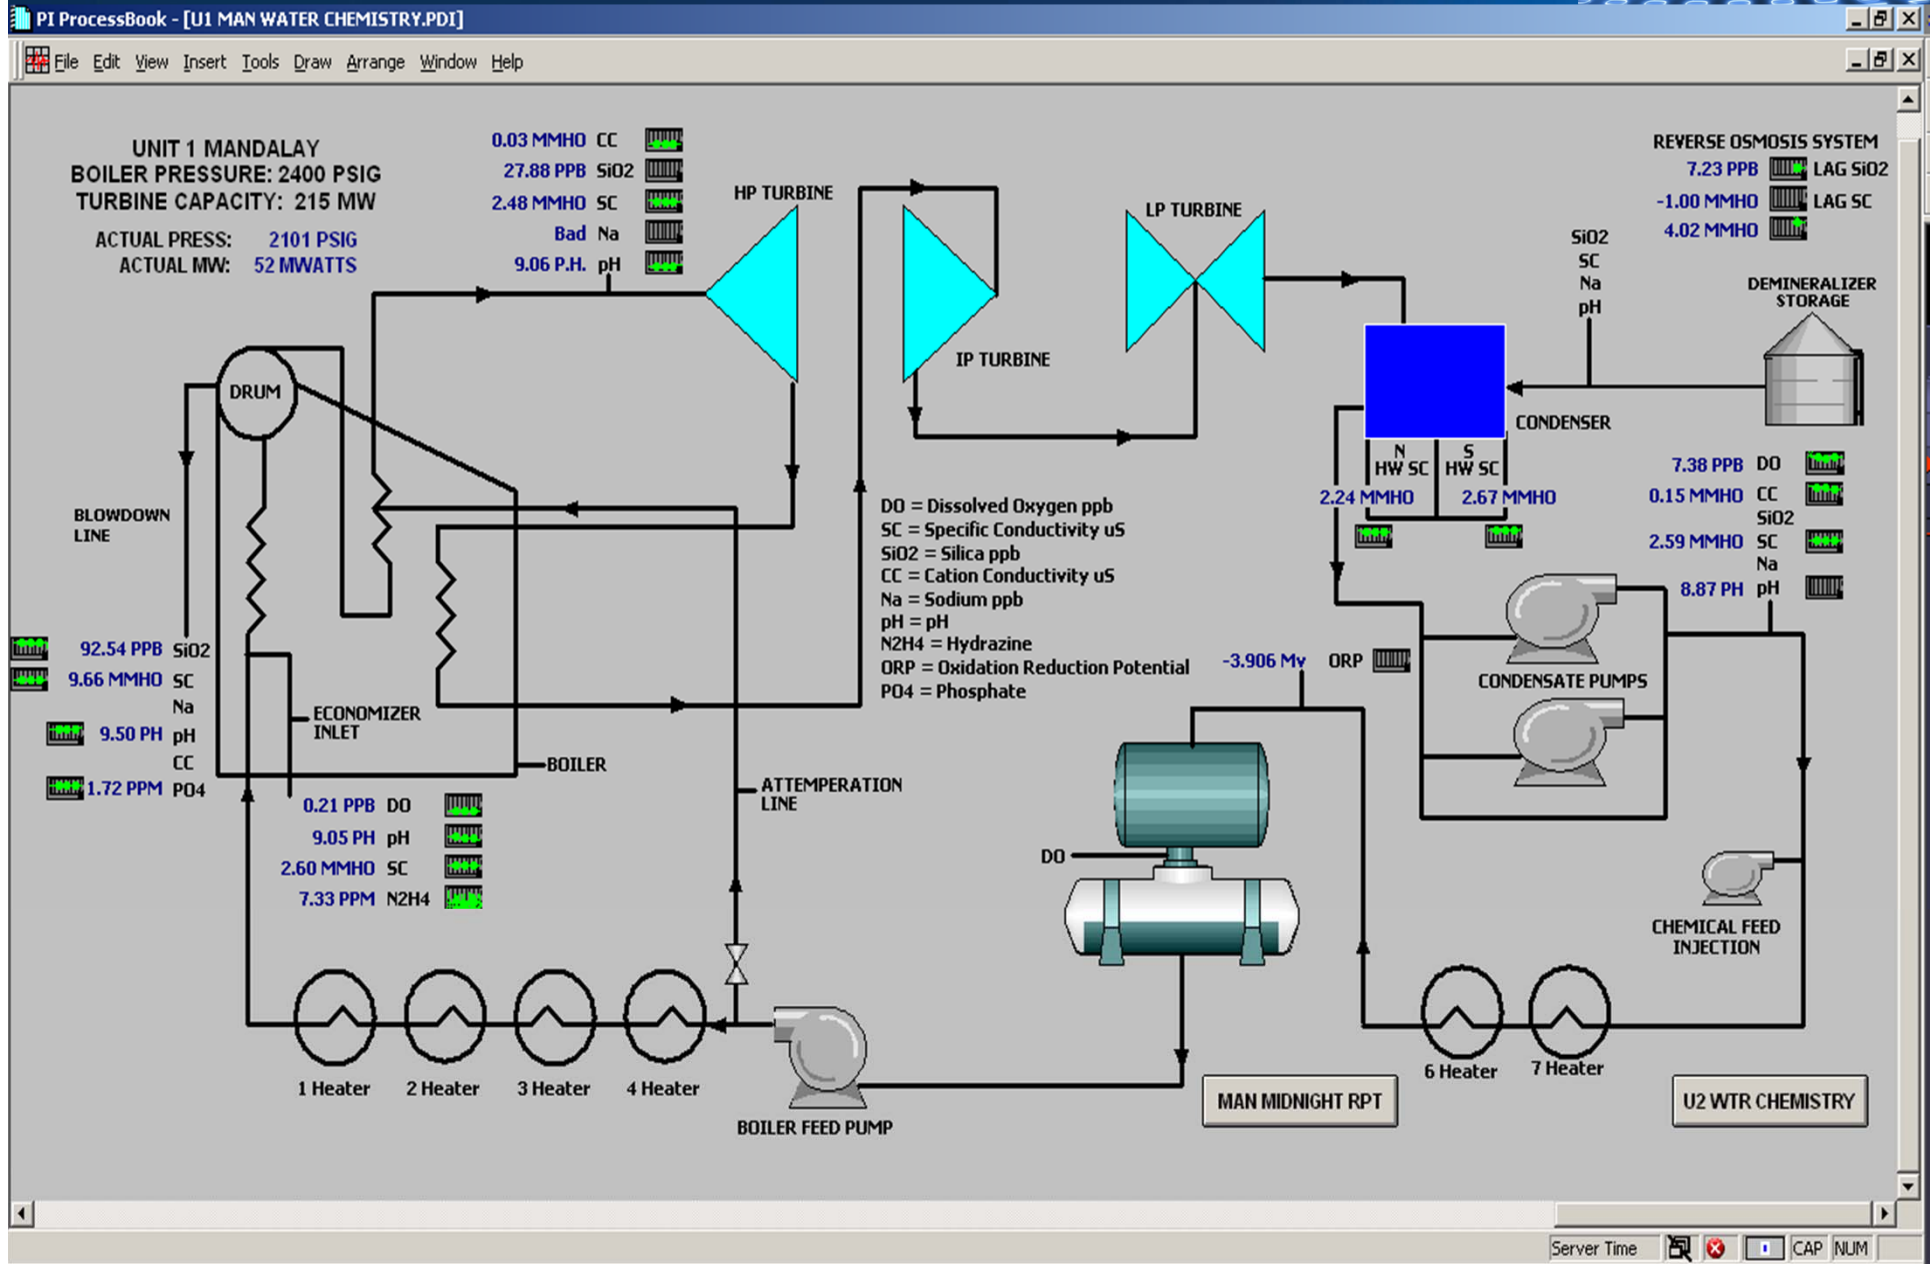 PI ProcessBook - [U1 MAN WATER CHEMISTRY.PDI]
File Edit View Insert Tools Draw Arrange Window Help
UNIT 1 MANDALAY
BOILER PRESSURE: 2400 PSIG
TURBINE CAPACITY: 215 MW
ACTUAL PRESS: 2101 PSIG
ACTUAL MW: 52 MWATTS
0.03 MMHO CC
27.88 PPB SiO2
2.48 MMHO SC
Bad Na
9.06 P.H. pH
HP TURBINE
IP TURBINE
LP TURBINE
REVERSE OSMOSIS SYSTEM
7.23 PPB LAG SiO2
-1.00 MMHO LAG SC
4.02 MMHO
SiO2
SC
Na
pH
DEMINERALIZER
STORAGE
CONDENSER
N
HW SC
S
HW SC
2.24 MMHO
2.67 MMHO
7.38 PPB DO
0.15 MMHO CC
SiO2
2.59 MMHO SC
Na
8.87 PH pH
DRUM
BLOWDOWN
LINE
DO = Dissolved Oxygen ppb
SC = Specific Conductivity uS
SiO2 = Silica ppb
CC = Cation Conductivity uS
Na = Sodium ppb
pH = pH
N2H4 = Hydrazine
ORP = Oxidation Reduction Potential
PO4 = Phosphate
-3.906 Mv ORP
CONDENSATE PUMPS
92.54 PPB SiO2
9.66 MMHO SC
Na
9.50 PH pH
CC
1.72 PPM PO4
ECONOMIZER
INLET
BOILER
ATTEMPERATION
LINE
0.21 PPB DO
9.05 PH pH
2.60 MMHO SC
7.33 PPM N2H4
DO
CHEMICAL FEED
INJECTION
1 Heater
2 Heater
3 Heater
4 Heater
BOILER FEED PUMP
6 Heater
7 Heater
MAN MIDNIGHT RPT
U2 WTR CHEMISTRY
Server Time CAP NUM